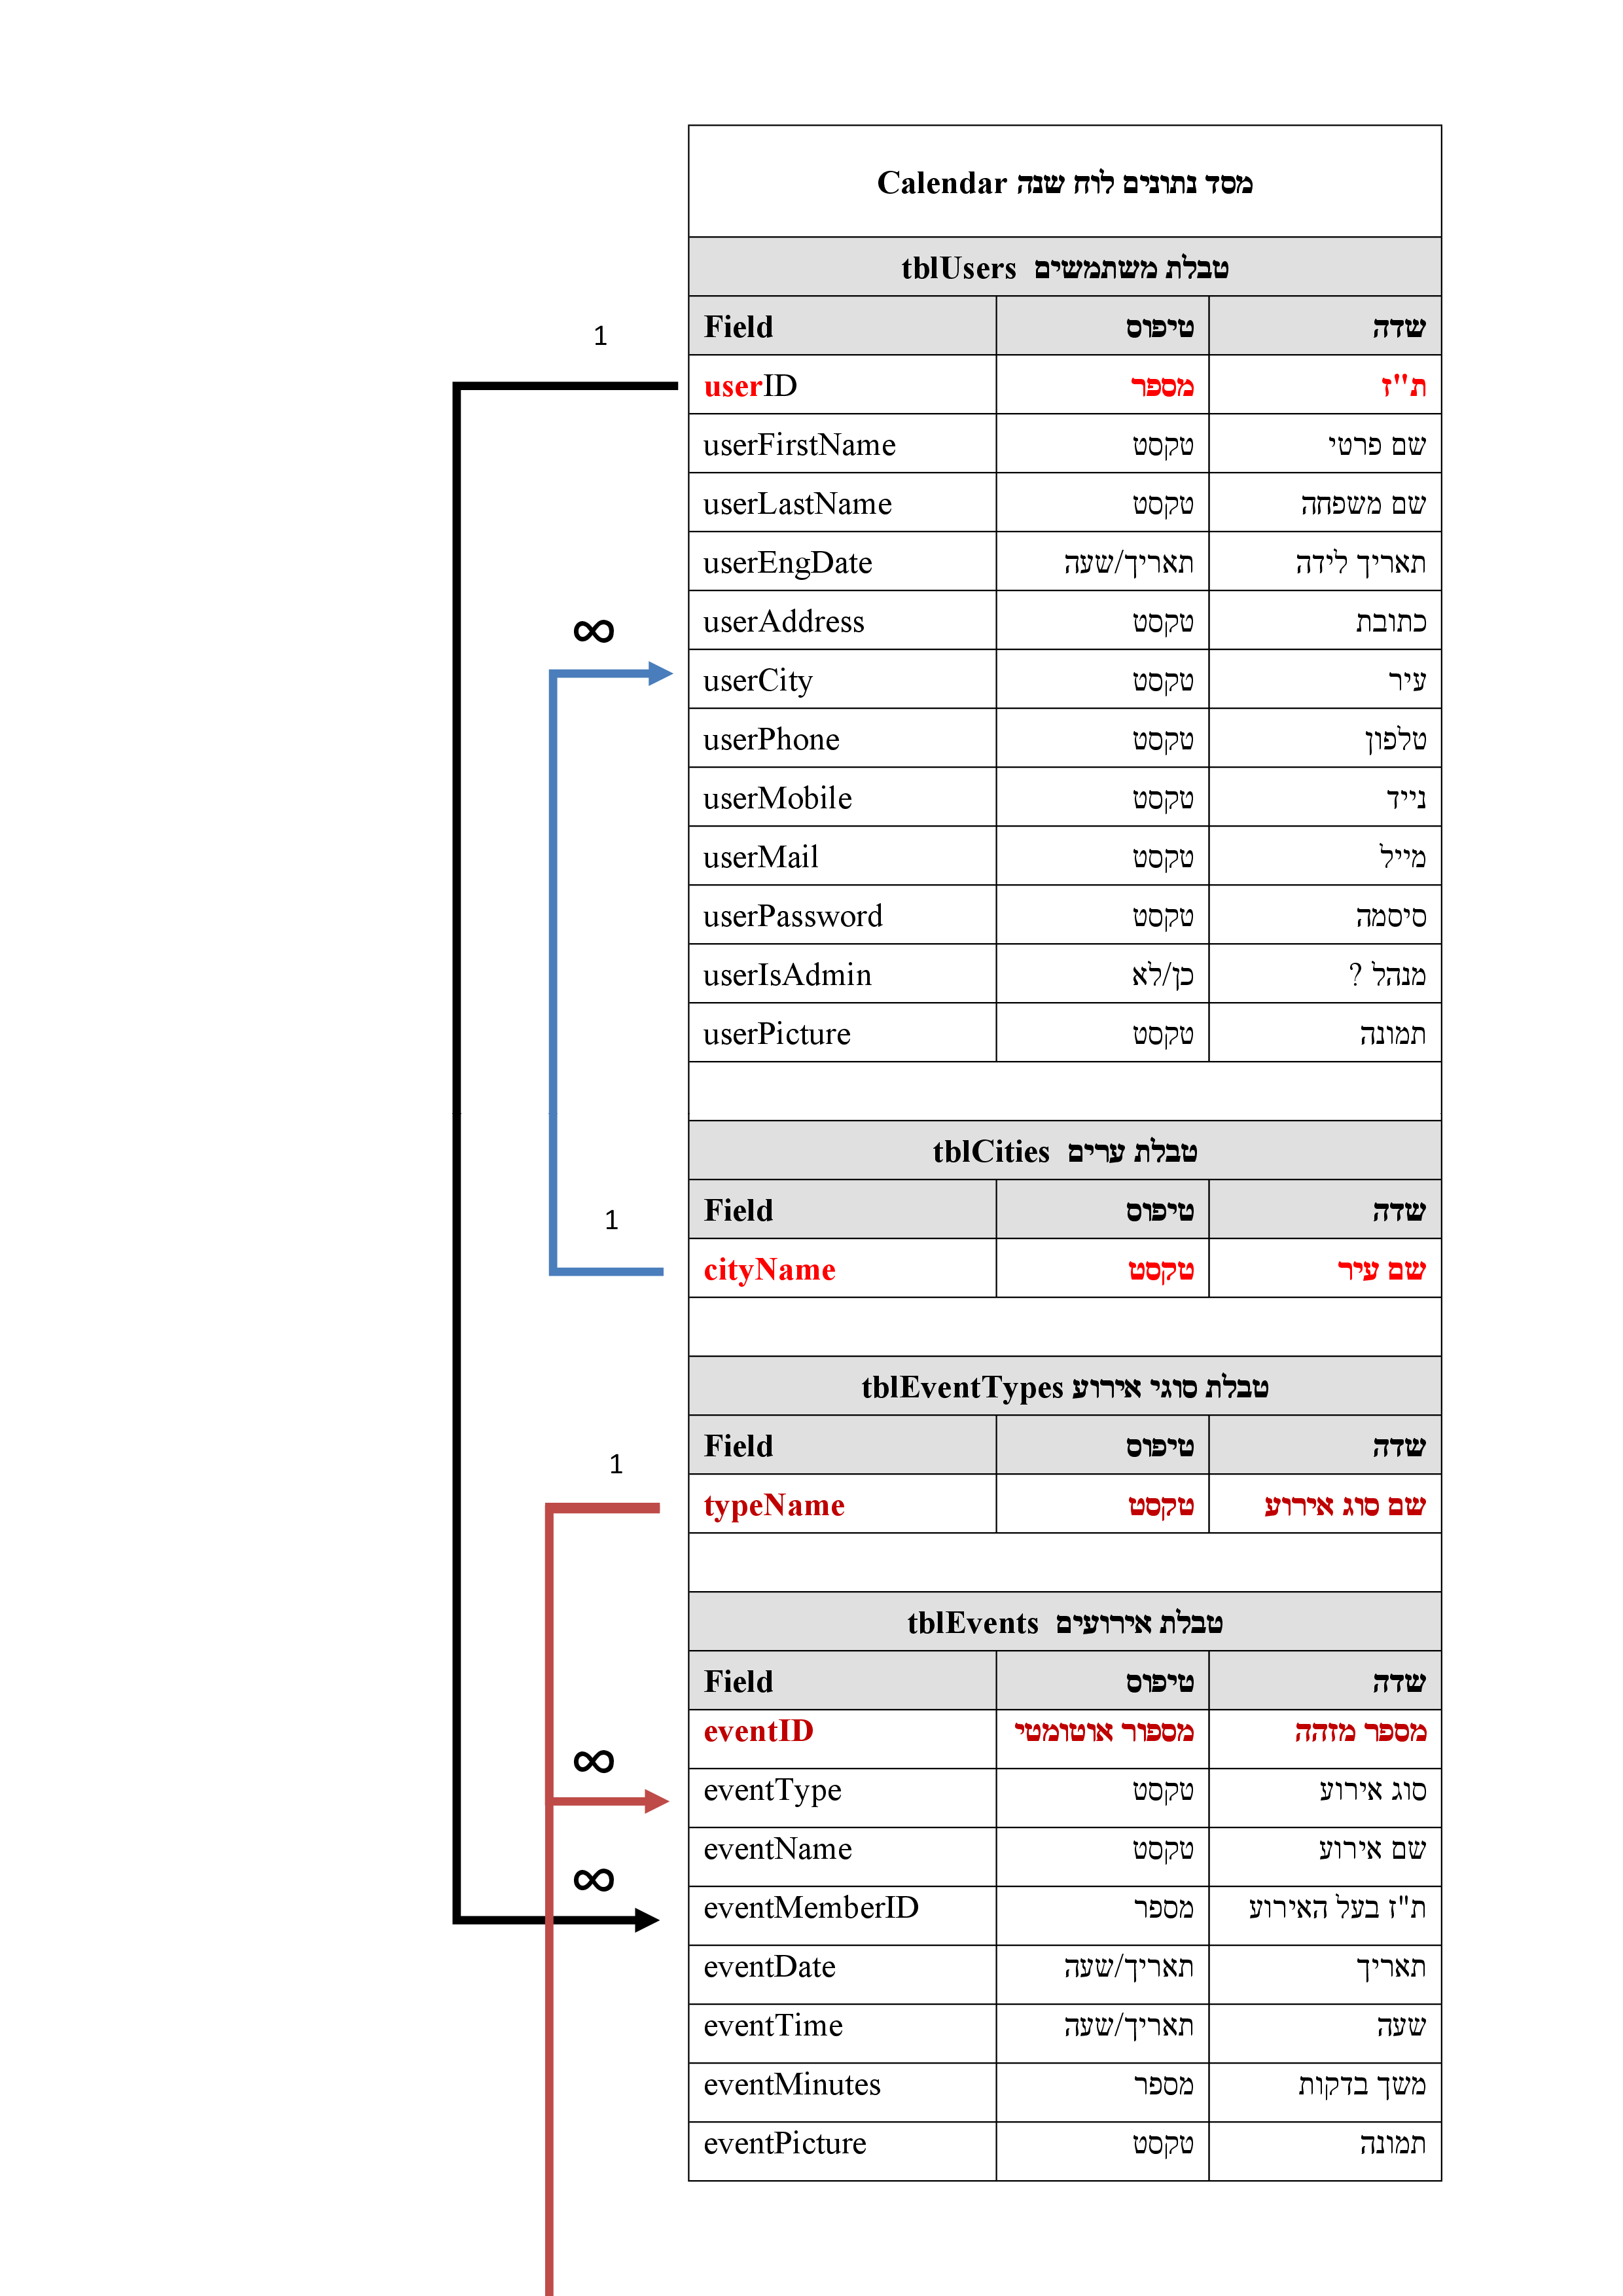 מסד נתונים לוח שנה Calendar
טבלת משתמשים tblUsers
שדה טיפוס Field
1
ת"ז מספר userID
שם פרטי טקסט userFirstName
שם משפחה טקסט userLastName
תאריך לידה תאריך/שעה userEngDate
כתובת טקסט userAddress
∞
עיר טקסט userCity
טלפון טקסט userPhone
נייד טקסט userMobile
מייל טקסט userMail
סיסמה טקסט userPassword
מנהל ? כן/לא userIsAdmin
תמונה טקסט userPicture
טבלת ערים tblCities
שדה טיפוס Field
1
שם עיר טקסט cityName
טבלת סוגי אירוע tblEventTypes
שדה טיפוס Field
1
שם סוג אירוע טקסט typeName
טבלת אירועים tblEvents
שדה טיפוס Field
מספר מזהה מספור אוטומטי eventID
∞
סוג אירוע טקסט eventType
שם אירוע טקסט eventName
∞
ת"ז בעל האירוע מספר eventMemberID
תאריך תאריך/שעה eventDate
שעה תאריך/שעה eventTime
משך בדקות מספר eventMinutes
תמונה טקסט eventPicture